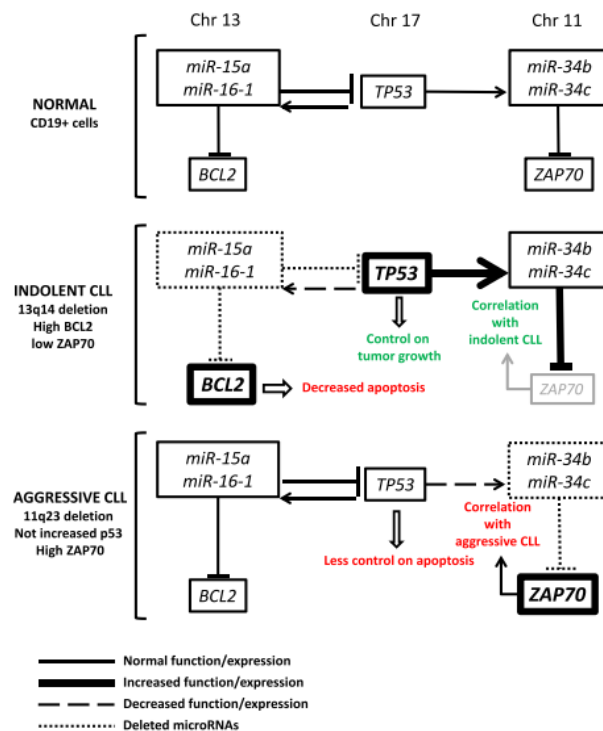 Chr 13 Chr 17 Chr 11
NORMAL
CD19+ cells
miR-15a
miR-16-1
TP53
miR-34b
miR-34c
BCL2
ZAP70
INDOLENT CLL
13q14 deletion
High BCL2
low ZAP70
miR-15a
miR-16-1
TP53
miR-34b
miR-34c
Control on
tumor growth
Correlation
with
indolent CLL
BCL2
Decreased apoptosis
ZAP70
AGGRESSIVE CLL
11q23 deletion
Not increased p53
High ZAP70
miR-15a
miR-16-1
TP53
miR-34b
miR-34c
Correlation
with
aggressive CLL
Less control on apoptosis
BCL2
ZAP70
Normal function/expression
Increased function/expression
Decreased function/expression
Deleted microRNAs